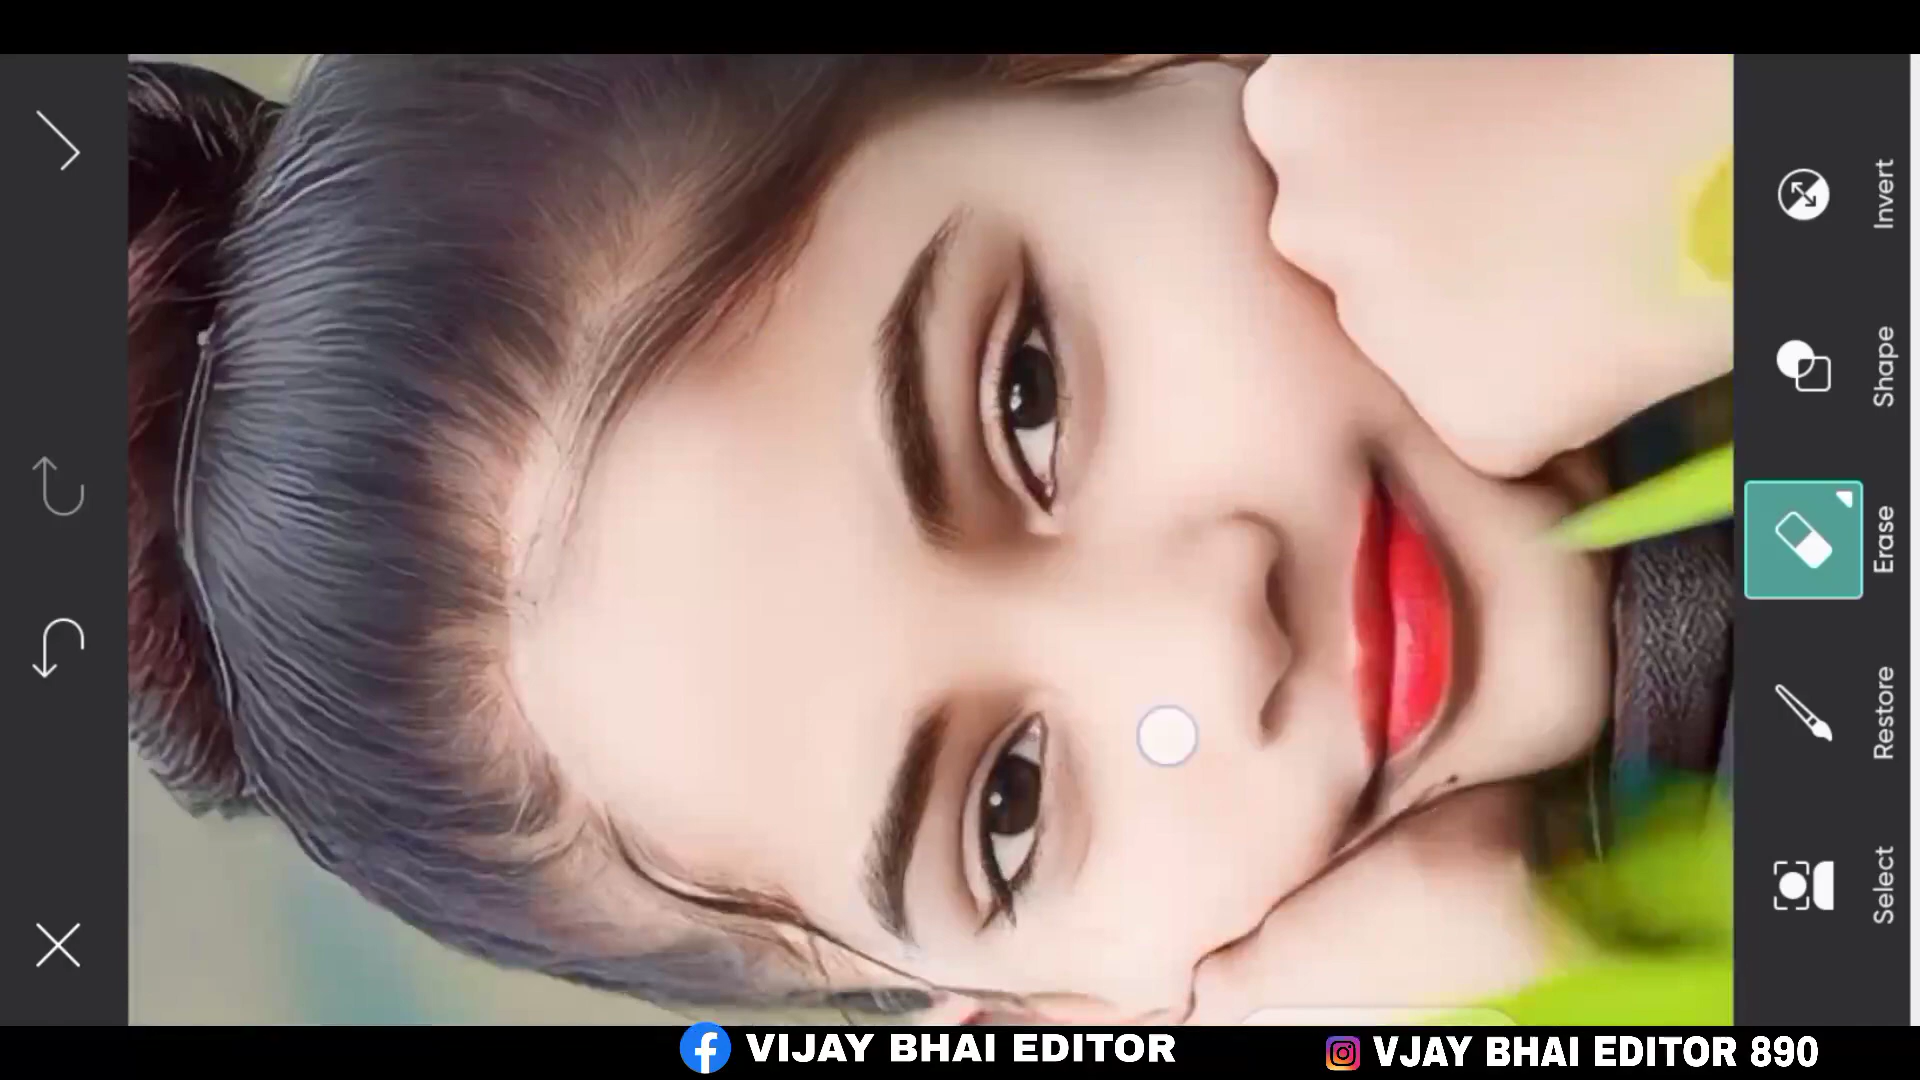 Invert
Shape
Erase
Restore
Select
VIJAY BHAI EDITOR
VJAY BHAI EDITOR 890